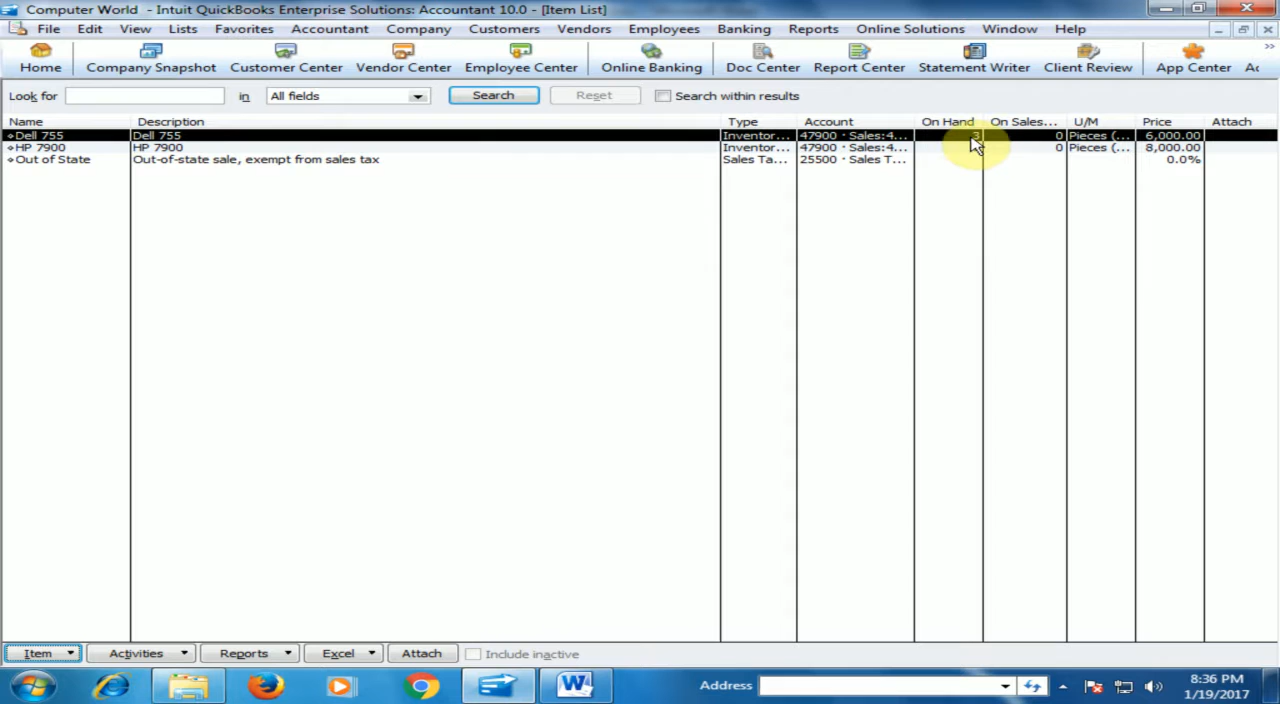 Computer World - Intuit QuickBooks Enterprise Solutions: Accountant 10.0 - [Item List]
File Edit View Lists Favorites Accountant Company Customers Vendors Employees Banking Reports Online Solutions Window Help
Home Company Snapshot Customer Center Vendor Center Employee Center Online Banking Doc Center Report Center Statement Writer Client Review App Center Ac
Look for in All fields Search Reset Search within results
Name Description Type Account On Hand On Sales... U/M Price Attach
Dell 755 Dell 755 Inventor... 47900 · Sales:4... 3 0 Pieces (... 6,000.00
HP 7900 HP 7900 Inventor... 47900 · Sales:4... 0 Pieces (... 8,000.00
Out of State Out-of-state sale, exempt from sales tax Sales Ta... 25500 · Sales T... 0.0%
Item Activities Reports Excel Attach Include inactive
Address 8:36 PM
1/19/2017